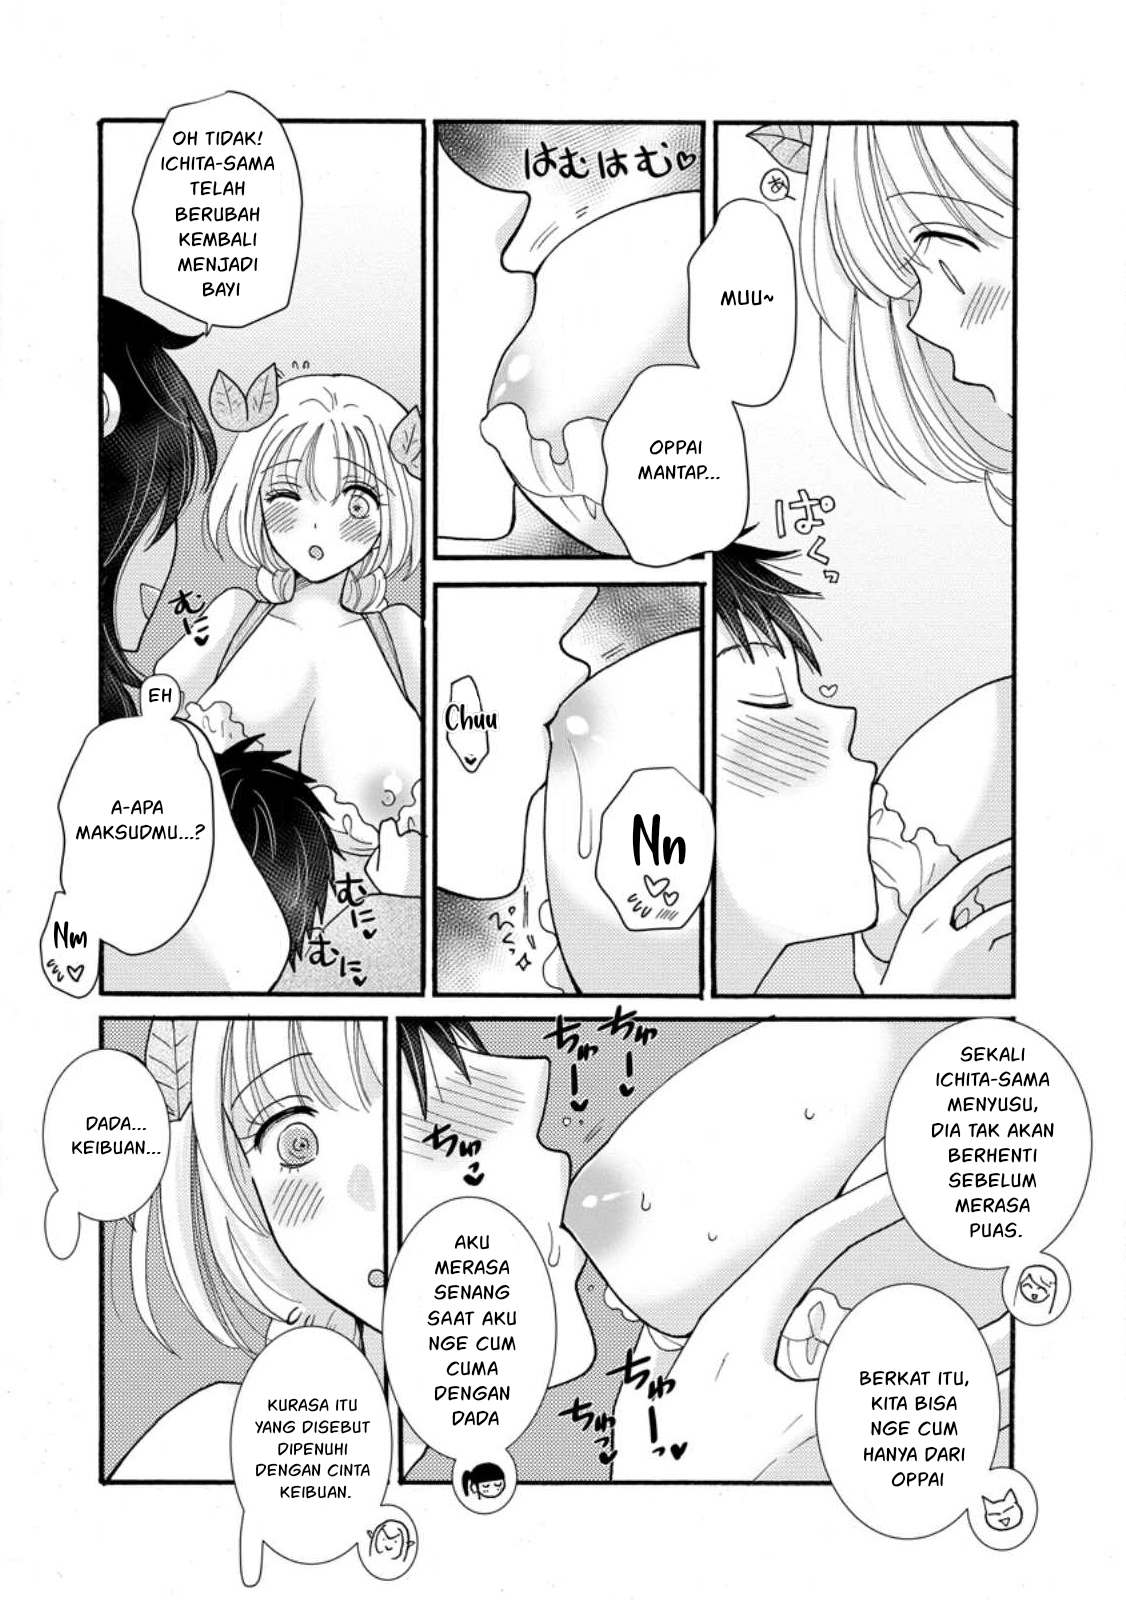 あ
MUU~
OPPAI
MANTAP...
ぱくっ
はむはむ♡
Nn
Chuu
ぴくっ
OH TIDAK!
ICHITA-SAMA
TELAH
BERUBAH
KEMBALI
MENJADI
BAYI
むに
EH
A-APA
MAKSUDMU...?
Nm
むに
むに
SEKALI
ICHITA-SAMA
MENYUSU,
DIA TAK AKAN
BERHENTI
SEBELUM
MERASA
PUAS.
BERKAT ITU,
KITA BISA
NGE CUM
HANYA DARI
OPPAI
ちゅー
ちゅー
ちゅっ
AKU
MERASA
SENANG
SAAT AKU
NGE CUM
CUMA
DENGAN
DADA
ちゅー
ちゅっ
DADA...
KEIBUAN...
KURASA ITU
YANG DISEBUT
DIPENUHI
DENGAN CINTA
KEIBUAN.